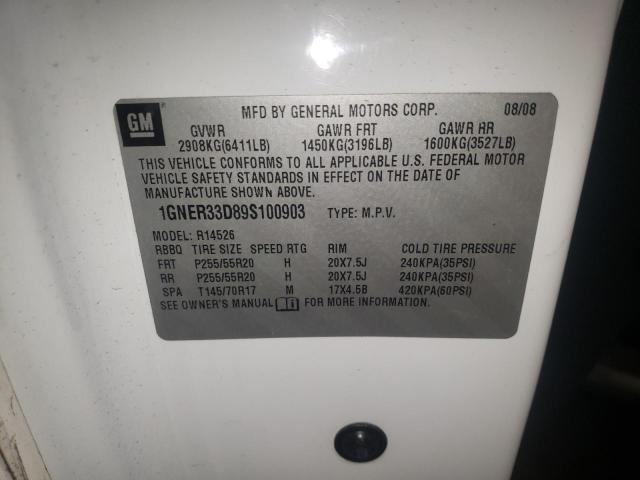 GM
MFD BY GENERAL MOTORS CORP. 08/08
GVWR GAWR FRT GAWR RR
2908KG(6411LB) 1450KG(3196LB) 1600KG(3527LB)
THIS VEHICLE CONFORMS TO ALL APPLICABLE U.S. FEDERAL MOTOR
VEHICLE SAFETY STANDARDS IN EFFECT ON THE DATE OF
MANUFACTURE SHOWN ABOVE.
1GNER33D89S100903 TYPE: M.P.V.
MODEL: R14526
RBBQ TIRE SIZE SPEED RTG RIM COLD TIRE PRESSURE
FRT P255/55R20 H 20X7.5J 240KPA(35PSI)
RR P255/55R20 H 20X7.5J 240KPA(35PSI)
SPA T145/70R17 M 17X4.5B 420KPA(60PSI)
SEE OWNER'S MANUAL FOR MORE INFORMATION.